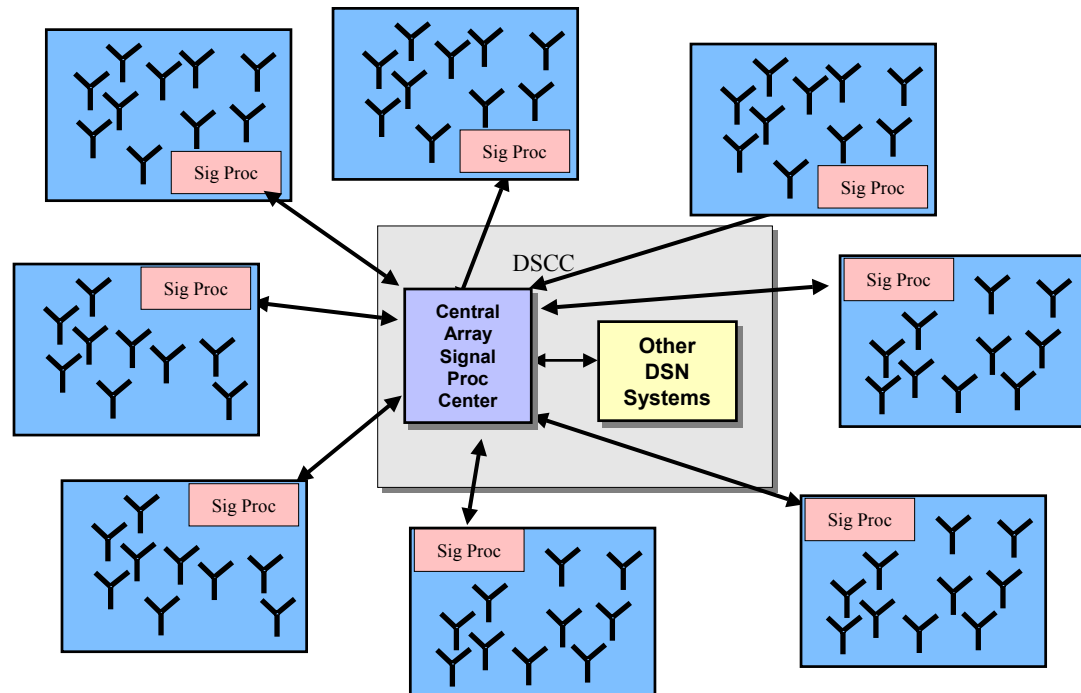 Sig Proc
Sig Proc
Sig Proc
DSCC
Sig Proc
Sig Proc
Central
Array
Signal
Proc
Center
Other
DSN
Systems
Sig Proc
Sig Proc
Sig Proc